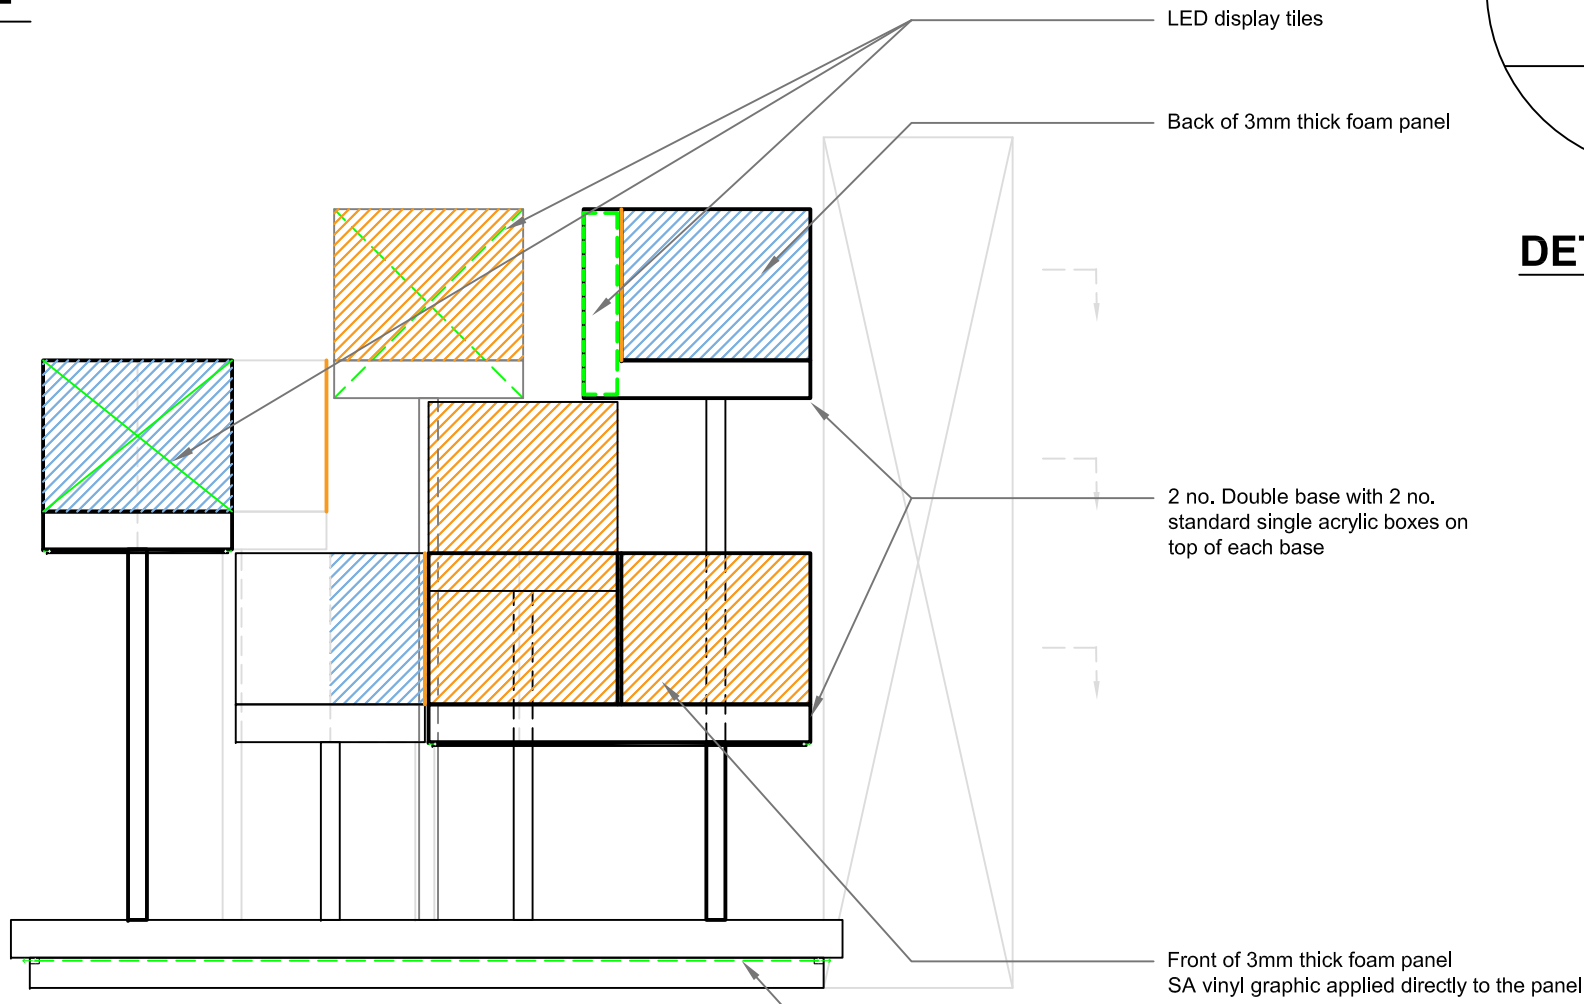 LED display tiles
Back of 3mm thick foam panel
DET
2 no. Double base with 2 no.
standard single acrylic boxes on
top of each base
Front of 3mm thick foam panel
SA vinyl graphic applied directly to the panel